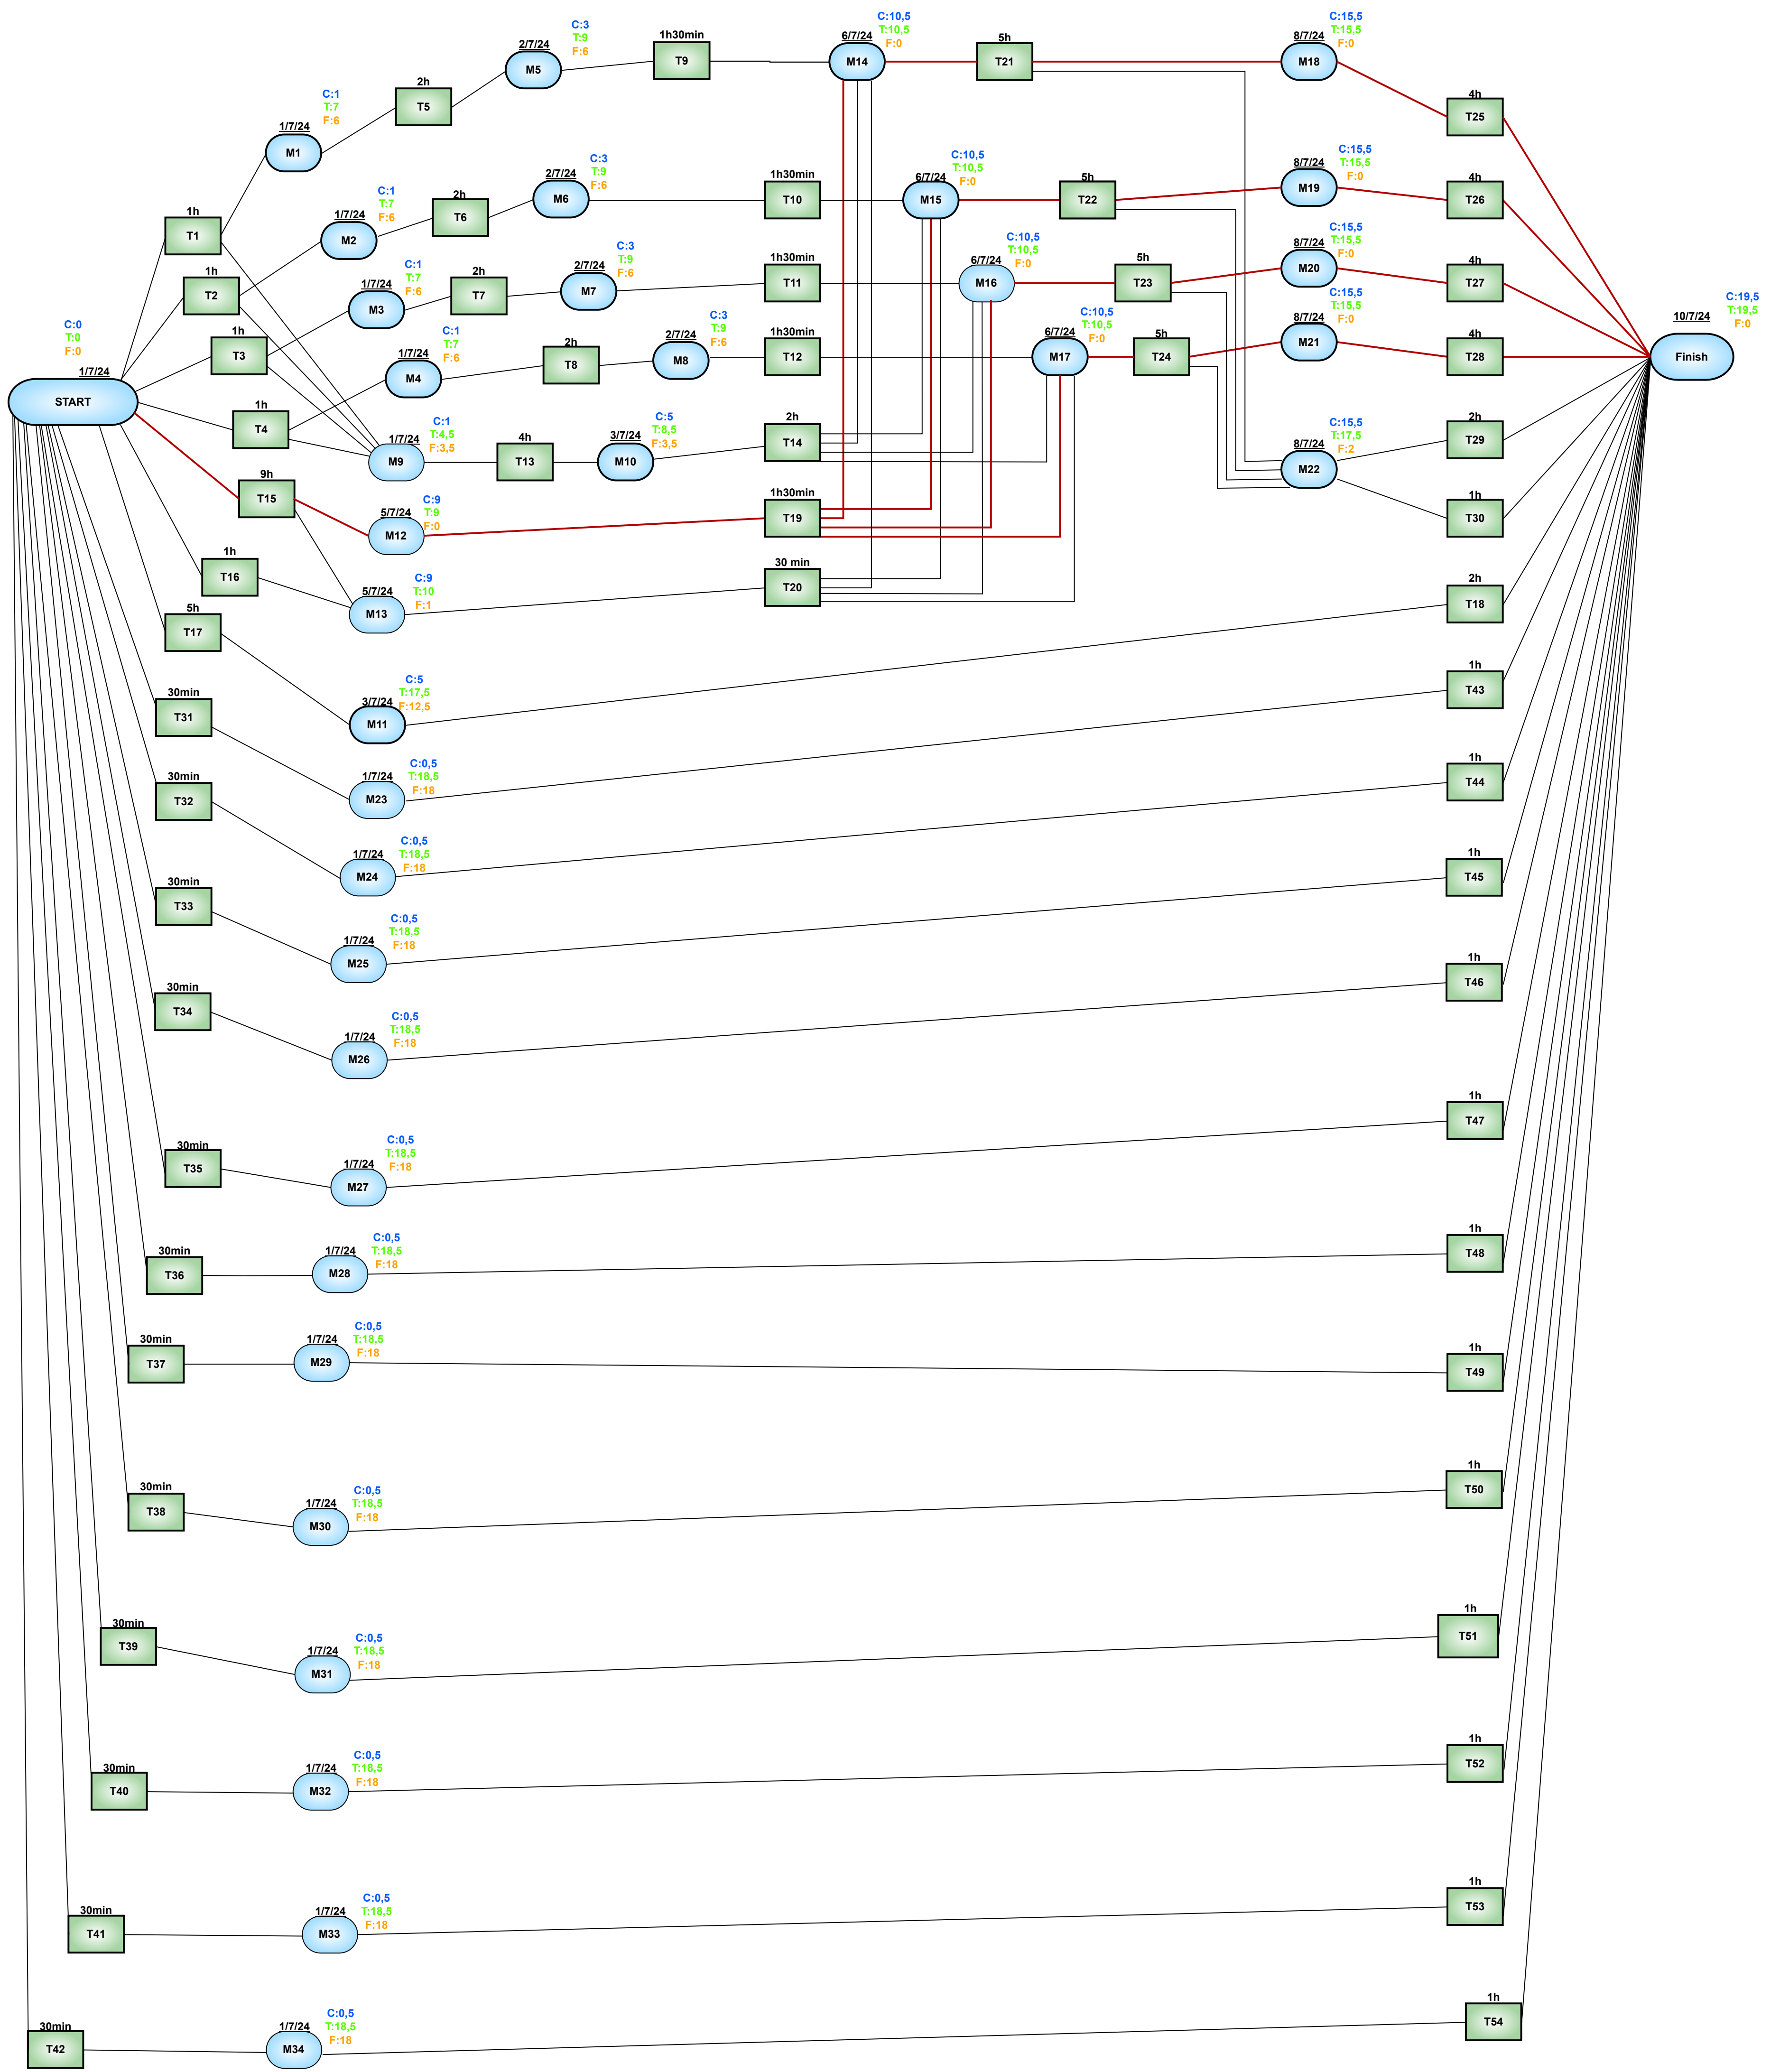 C:0
T:0
F:0
1/7/24
START
1h
T1
1h
T2
1h
T3
1h
T4
9h
T15
1h
T16
5h
T17
C:1
T:7
F:6
1/7/24
M1
2h
T5
C:3
T:9
F:6
2/7/24
M5
1h30min
T9
C:10,5
T:10,5
F:0
6/7/24
M14
5h
T21
C:15,5
T:15,5
F:0
8/7/24
M18
4h
T25
C:1
T:7
F:6
1/7/24
M2
2h
T6
C:3
T:9
F:6
2/7/24
M6
1h30min
T10
C:10,5
T:10,5
F:0
6/7/24
M15
5h
T22
C:15,5
T:15,5
F:0
8/7/24
M19
4h
T26
C:1
T:7
F:6
1/7/24
M3
2h
T7
C:3
T:9
F:6
2/7/24
M7
1h30min
T11
C:10,5
T:10,5
F:0
6/7/24
M16
5h
T23
C:15,5
T:15,5
F:0
8/7/24
M20
4h
T27
C:1
T:7
F:6
1/7/24
M4
2h
T8
C:3
T:9
F:6
2/7/24
M8
1h30min
T12
C:10,5
T:10,5
F:0
6/7/24
M17
5h
T24
C:15,5
T:15,5
F:0
8/7/24
M21
4h
T28
C:19,5
T:19,5
F:0
10/7/24
Finish
C:1
T:4,5
F:3,5
1/7/24
M9
4h
T13
C:5
T:8,5
F:3,5
3/7/24
M10
2h
T14
C:15,5
T:17,5
F:2
8/7/24
M22
2h
T29
1h
T30
C:9
T:9
F:0
5/7/24
M12
1h30min
T19
C:9
T:10
F:1
5/7/24
M13
30 min
T20
C:5
T:17,5
F:12,5
3/7/24
M11
2h
T18
30min
T31
C:0,5
T:18,5
F:18
1/7/24
M23
1h
T43
30min
T32
C:0,5
T:18,5
F:18
1/7/24
M24
1h
T44
30min
T33
C:0,5
T:18,5
F:18
1/7/24
M25
1h
T45
30min
T34
C:0,5
T:18,5
F:18
1/7/24
M26
1h
T46
30min
T35
C:0,5
T:18,5
F:18
1/7/24
M27
1h
T47
30min
T36
C:0,5
T:18,5
F:18
1/7/24
M28
1h
T48
30min
T37
C:0,5
T:18,5
F:18
1/7/24
M29
1h
T49
30min
T38
C:0,5
T:18,5
F:18
1/7/24
M30
1h
T50
30min
T39
C:0,5
T:18,5
F:18
1/7/24
M31
1h
T51
30min
T40
C:0,5
T:18,5
F:18
1/7/24
M32
1h
T52
30min
T41
C:0,5
T:18,5
F:18
1/7/24
M33
1h
T53
30min
T42
C:0,5
T:18,5
F:18
1/7/24
M34
1h
T54